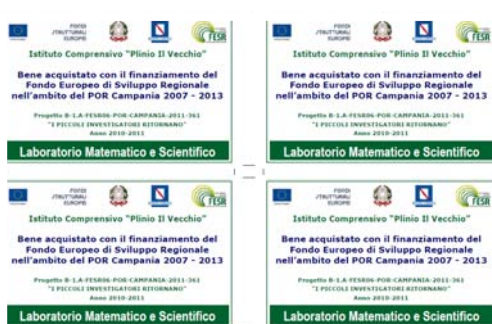 FONDI
STRUTTURALI
EUROPEI
FESR
Istituto Comprensivo "Plinio Il Vecchio"
Bene acquistato con il finanziamento del
Fondo Europeo di Sviluppo Regionale
nell'ambito del POR Campania 2007 - 2013
Progetto B-1.A-FESR06-POR-CAMPANIA-2011-361
"I PICCOLI INVESTIGATORI RITORNANO"
Anno 2010-2011
Laboratorio Matematico e Scientifico
FONDI
STRUTTURALI
EUROPEI
FESR
Istituto Comprensivo "Plinio Il Vecchio"
Bene acquistato con il finanziamento del
Fondo Europeo di Sviluppo Regionale
nell'ambito del POR Campania 2007 - 2013
Progetto B-1.A-FESR06-POR-CAMPANIA-2011-361
"I PICCOLI INVESTIGATORI RITORNANO"
Anno 2010-2011
Laboratorio Matematico e Scientifico
FONDI
STRUTTURALI
EUROPEI
FESR
Istituto Comprensivo "Plinio Il Vecchio"
Bene acquistato con il finanziamento del
Fondo Europeo di Sviluppo Regionale
nell'ambito del POR Campania 2007 - 2013
Progetto B-1.A-FESR06-POR-CAMPANIA-2011-361
"I PICCOLI INVESTIGATORI RITORNANO"
Anno 2010-2011
Laboratorio Matematico e Scientifico
FONDI
STRUTTURALI
EUROPEI
FESR
Istituto Comprensivo "Plinio Il Vecchio"
Bene acquistato con il finanziamento del
Fondo Europeo di Sviluppo Regionale
nell'ambito del POR Campania 2007 - 2013
Progetto B-1.A-FESR06-POR-CAMPANIA-2011-361
"I PICCOLI INVESTIGATORI RITORNANO"
Anno 2010-2011
Laboratorio Matematico e Scientifico